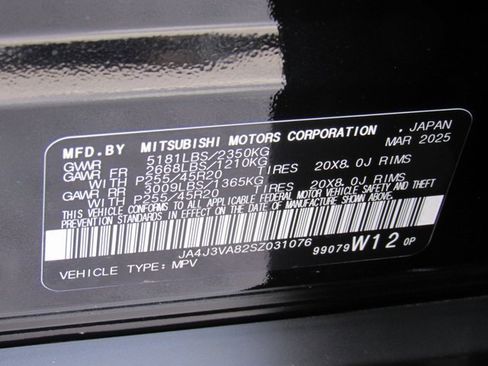 MFD.BY MITSUBISHI MOTORS CORPORATION, JAPAN
GVWR 5181LBS/2350KG MAR 2025
GAWR FR 2668LBS/1210KG
WITH P255/45R20 TIRES 20X8.0J RIMS
GAWR RR 3009LBS/1365KG
WITH P255/45R20 TIRES 20X8.0J RIMS
THIS VEHICLE CONFORMS TO ALL APPLICABLE FEDERAL MOTOR VEHICLE SAFETY AND THEFT
PREVENTION STANDARDS IN EFFECT ON THE DATE OF MANUFACTURE SHOWN ABOVE.
JA4J3VA82SZ031076 99079 W12 0P
VEHICLE TYPE: MPV